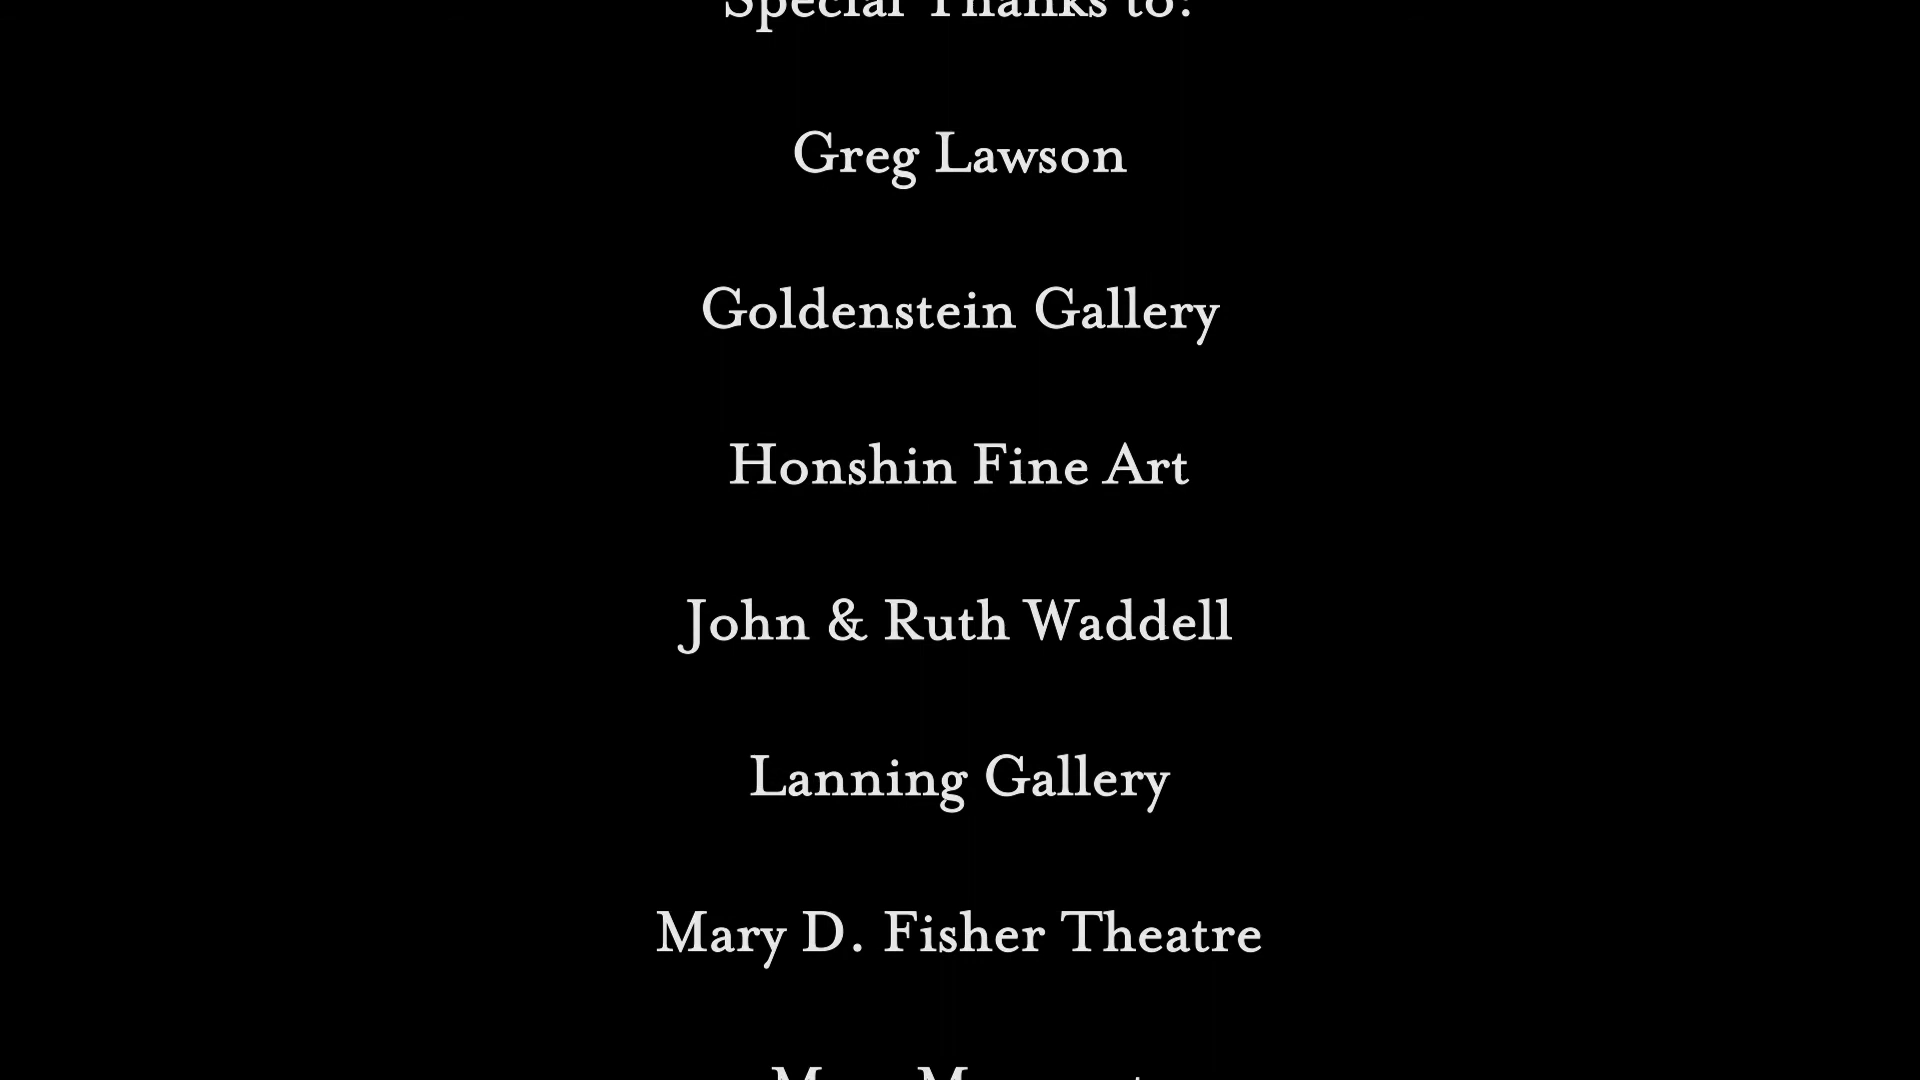 Special Thanks to:
Greg Lawson
Goldenstein Gallery
Honshin Fine Art
John & Ruth Waddell
Lanning Gallery
Mary D. Fisher Theatre